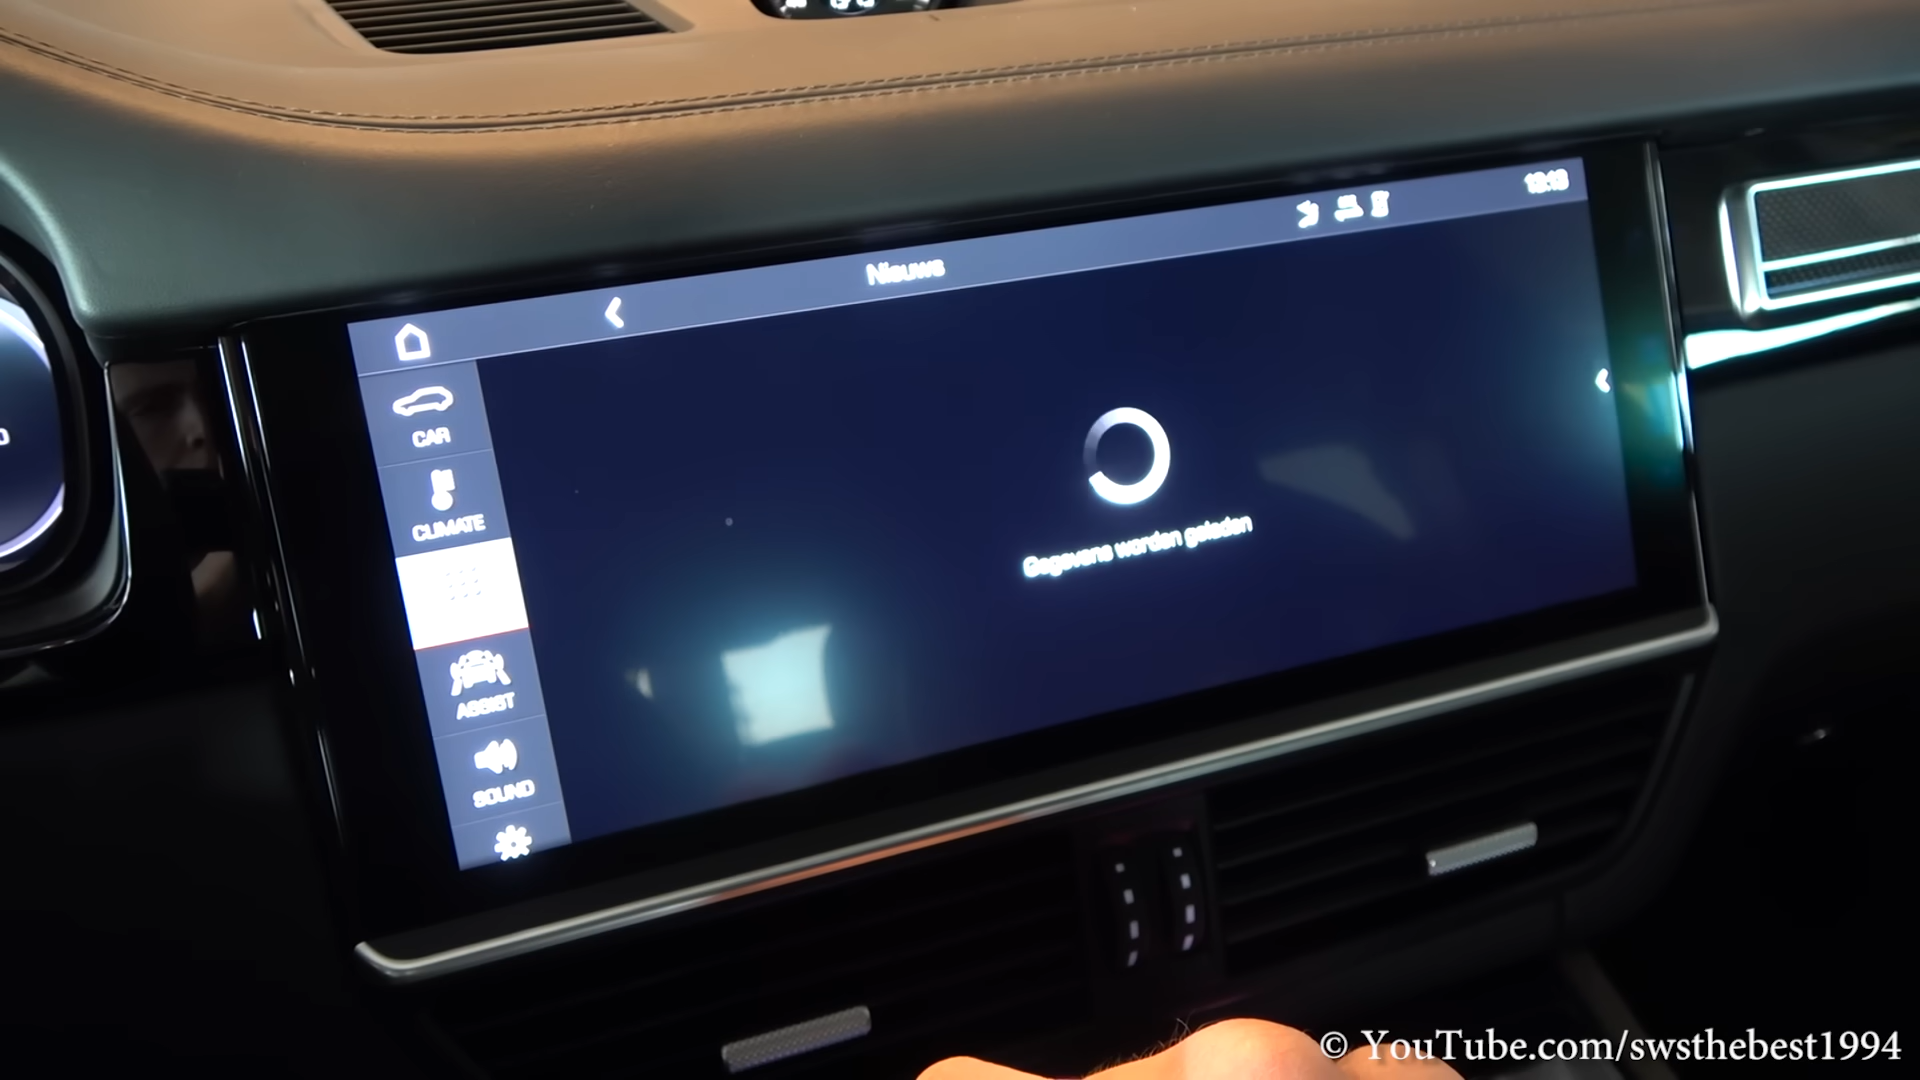 Nieuws
CAR
CLIMATE
ASSIST
SOUND
Gegevens worden geladen
© YouTube.com/swsthebest1994